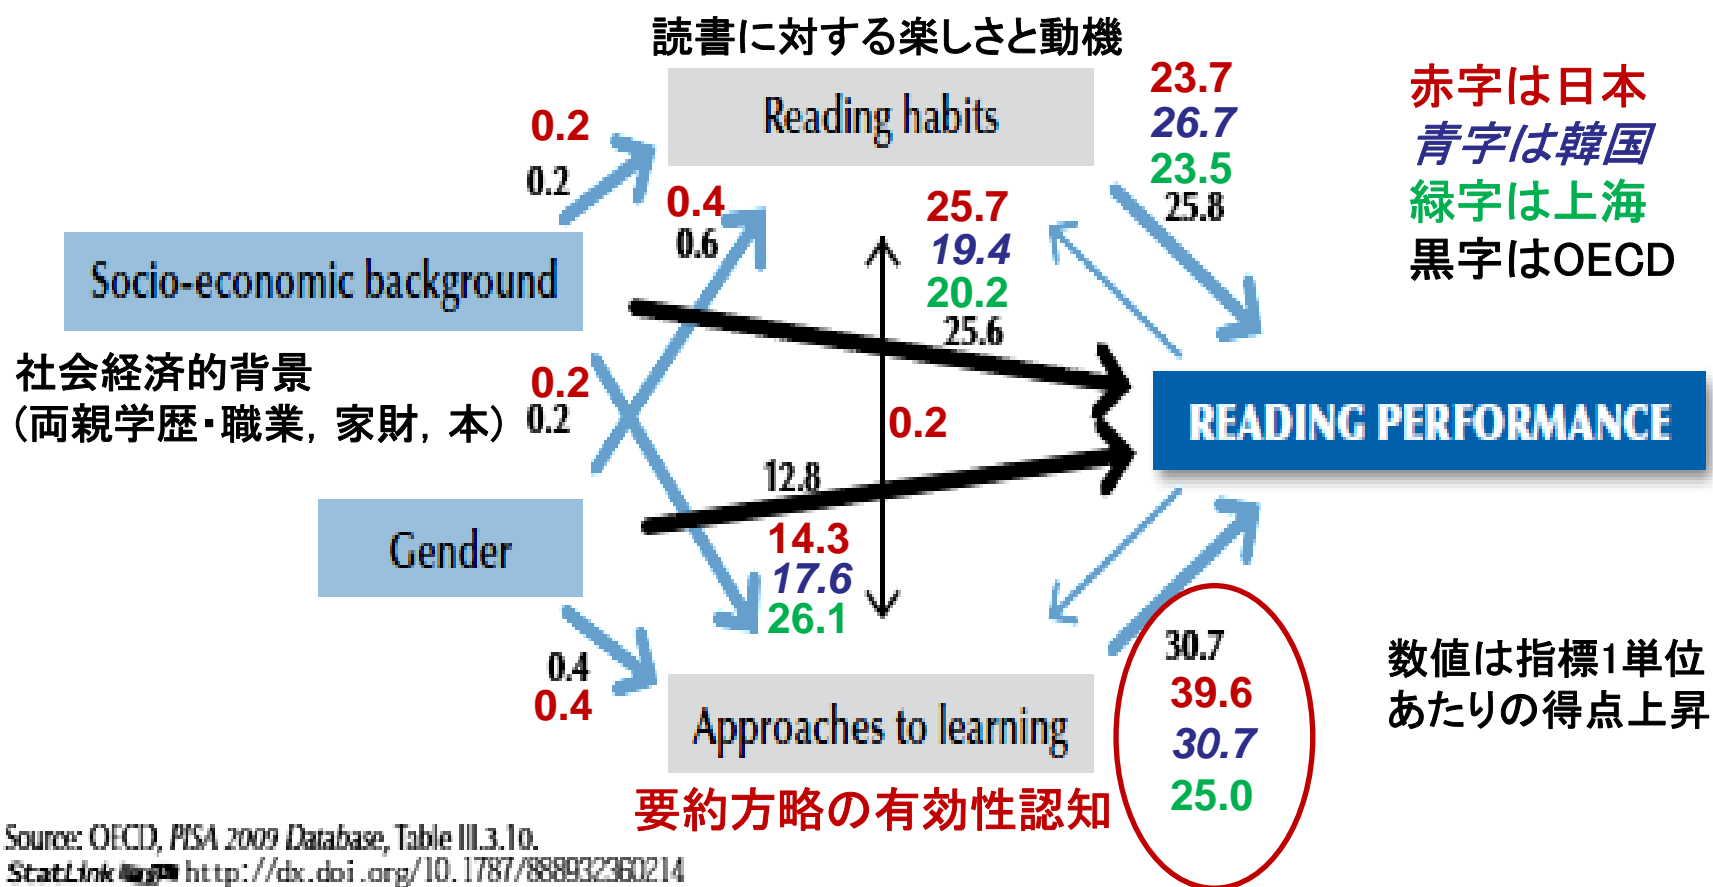 読書に対する楽しさと動機
Reading habits
23.7
26.7
23.5
25.8
赤字は日本
青字は韓国
緑字は上海
黒字はOECD
0.2
0.2
0.4
0.6
25.7
19.4
20.2
25.6
Socio-economic background
社会経済的背景
(両親学歴・職業, 家財, 本)
0.2
0.2
0.2
READING PERFORMANCE
12.8
14.3
17.6
26.1
Gender
0.4
0.4
Approaches to learning
要約方略の有効性認知
30.7
39.6
30.7
25.0
数値は指標1単位
あたりの得点上昇
Source: OECD, PISA 2009 Database, Table III.3.10.
StatLink http://dx.doi.org/10.1787/888932360214